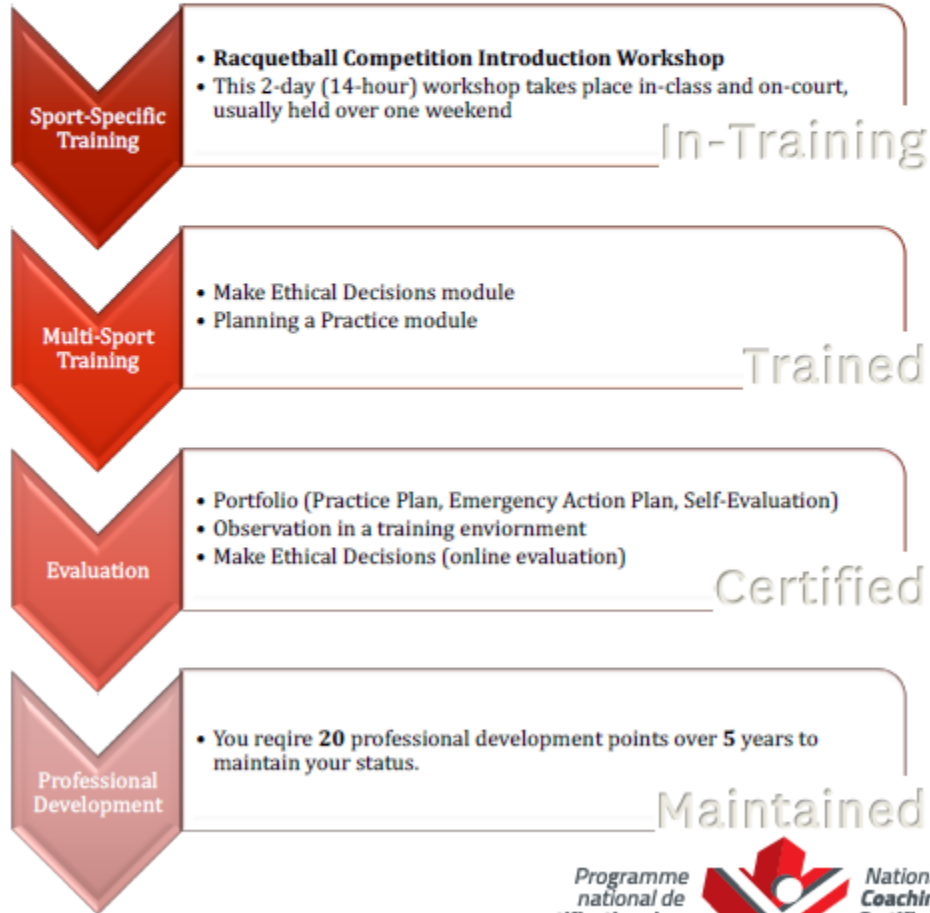 Sport-Specific
Training
• Racquetball Competition Introduction Workshop
• This 2-day (14-hour) workshop takes place in-class and on-court,
usually held over one weekend
In-Training
Multi-Sport
Training
• Make Ethical Decisions module
• Planning a Practice module
Trained
Evaluation
• Portfolio (Practice Plan, Emergency Action Plan, Self-Evaluation)
• Observation in a training enviornment
• Make Ethical Decisions (online evaluation)
Certified
Professional
Development
• You reqire 20 professional development points over 5 years to
maintain your status.
Maintained
Programme
national de
Nation
Coachin